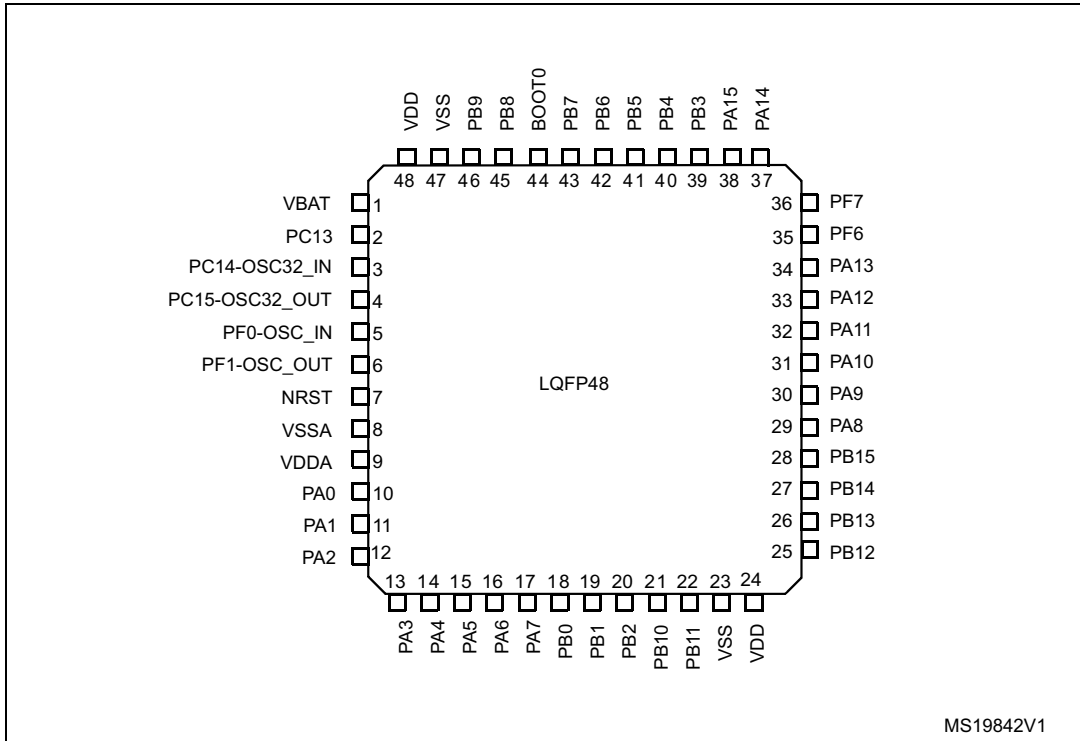 VDD VSS PB9 PB8 BOOT0 PB7 PB6 PB5 PB4 PB3 PA15 PA14
48 47 46 45 44 43 42 41 40 39 38 37
VBAT 1 36 PF7
PC13 2 35 PF6
PC14-OSC32_IN 3 34 PA13
PC15-OSC32_OUT 4 33 PA12
PF0-OSC_IN 5 32 PA11
PF1-OSC_OUT 6 31 PA10
LQFP48
NRST 7 30 PA9
VSSA 8 29 PA8
VDDA 9 28 PB15
PA0 10 27 PB14
PA1 11 26 PB13
PA2 12 25 PB12
13 14 15 16 17 18 19 20 21 22 23 24
PA3 PA4 PA5 PA6 PA7 PB0 PB1 PB2 PB10 PB11 VSS VDD
MS19842V1